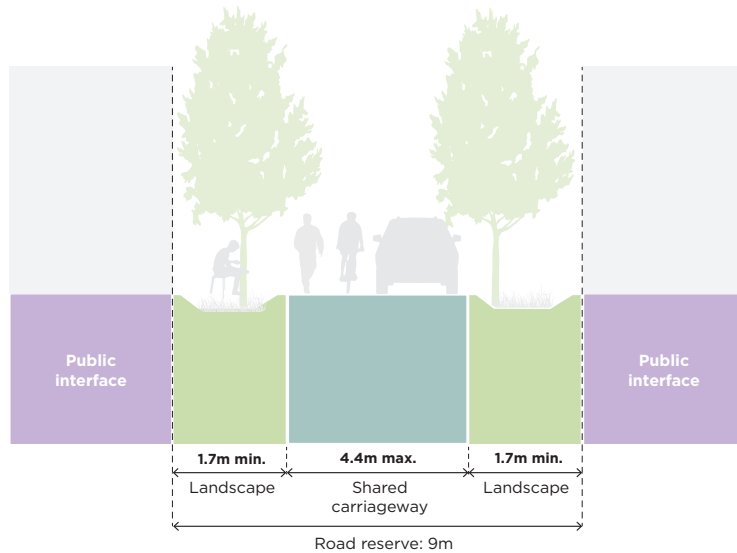 Public
interface
Public
interface
1.7m min.
4.4m max.
1.7m min.
Landscape
Shared
carriageway
Landscape
Road reserve: 9m